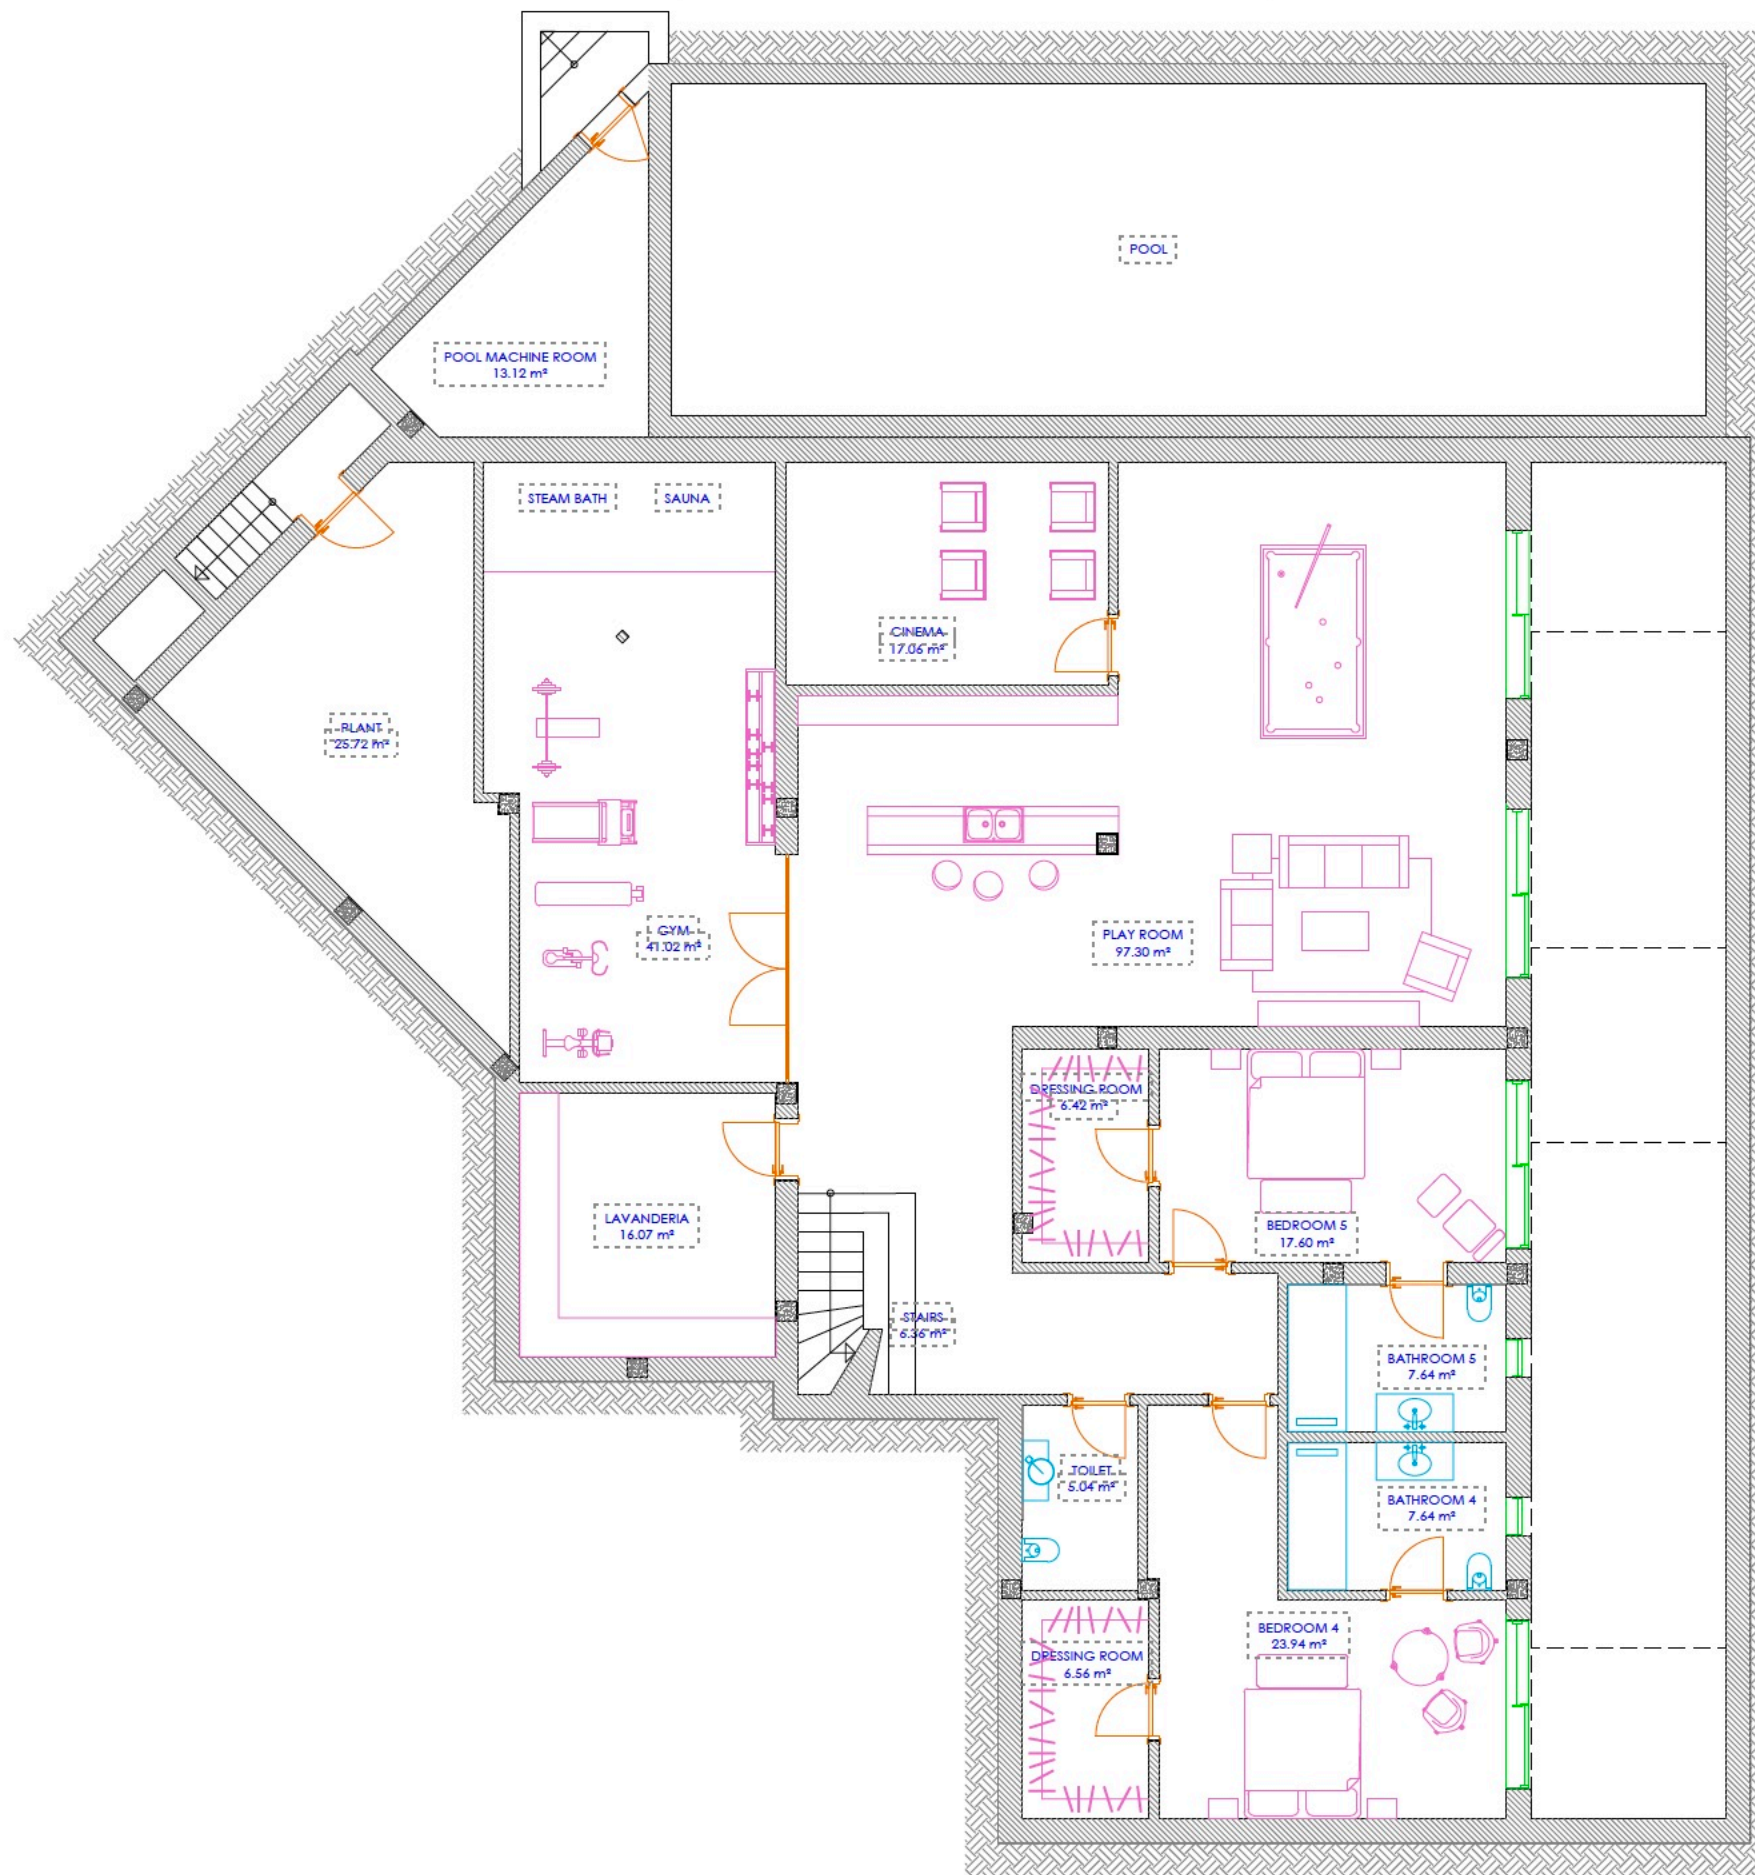 POOL
POOL MACHINE ROOM
13.12 m²
STEAM BATH
SAUNA
CINEMA
17.06 m²
PLANT
25.72 m²
GYM
41.02 m²
PLAY ROOM
97.30 m²
DRESSING ROOM
6.42 m²
LAVANDERIA
16.07 m²
BEDROOM 5
17.60 m²
STAIRS
6.36 m²
BATHROOM 5
7.64 m²
TOILET
5.04 m²
BATHROOM 4
7.64 m²
BEDROOM 4
23.94 m²
DRESSING ROOM
6.56 m²